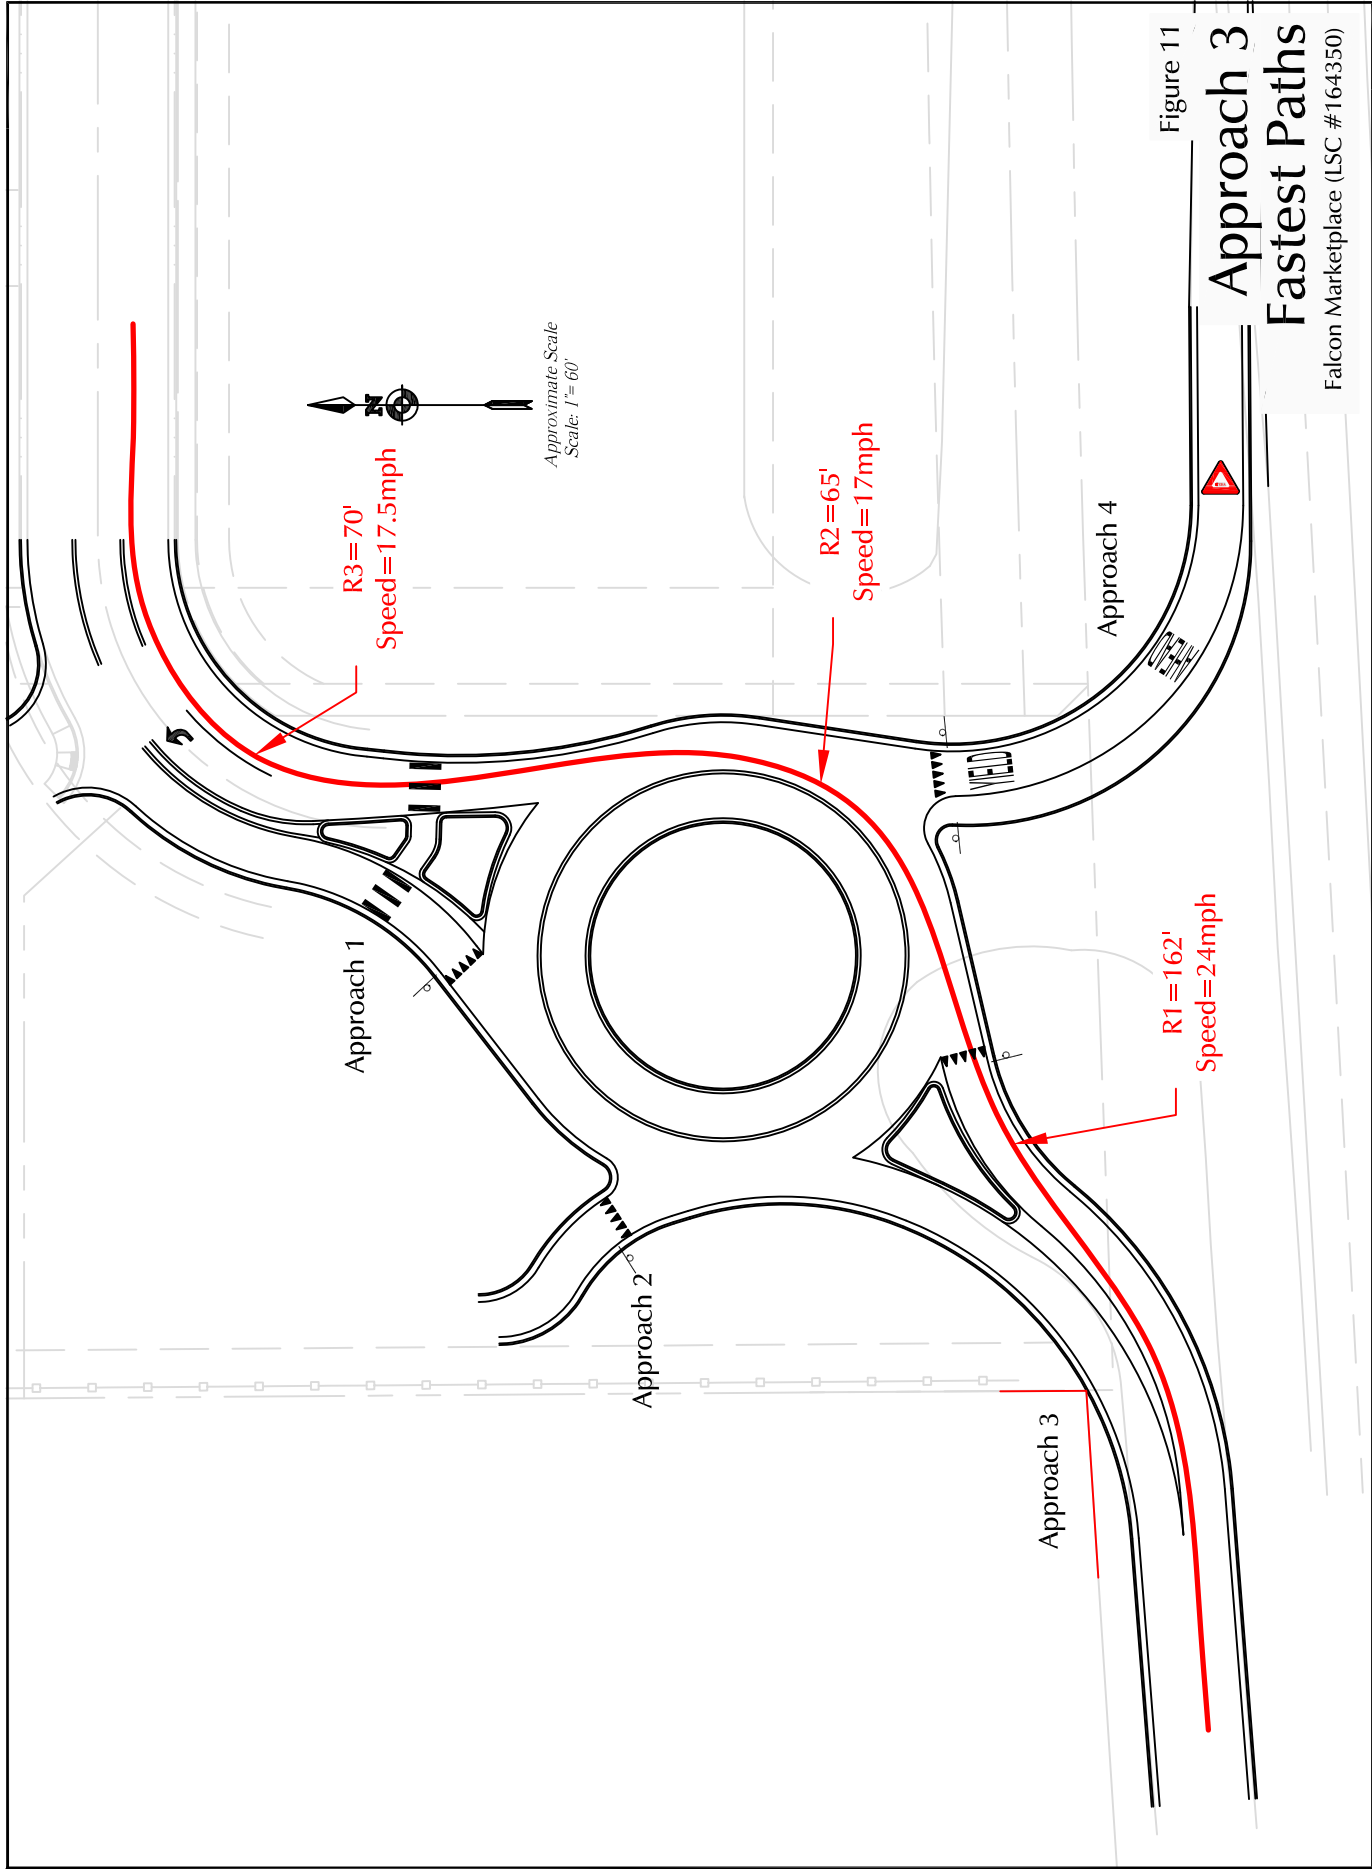 Figure 11
Approach 3
Fastest Paths
Falcon Marketplace (LSC #164350)
N
Approximate Scale
Scale: 1"= 60'
R3=70'
Speed=17.5mph
R2=65'
Speed=17mph
R1=162'
Speed=24mph
Approach 1
Approach 2
Approach 3
Approach 4
YIELD